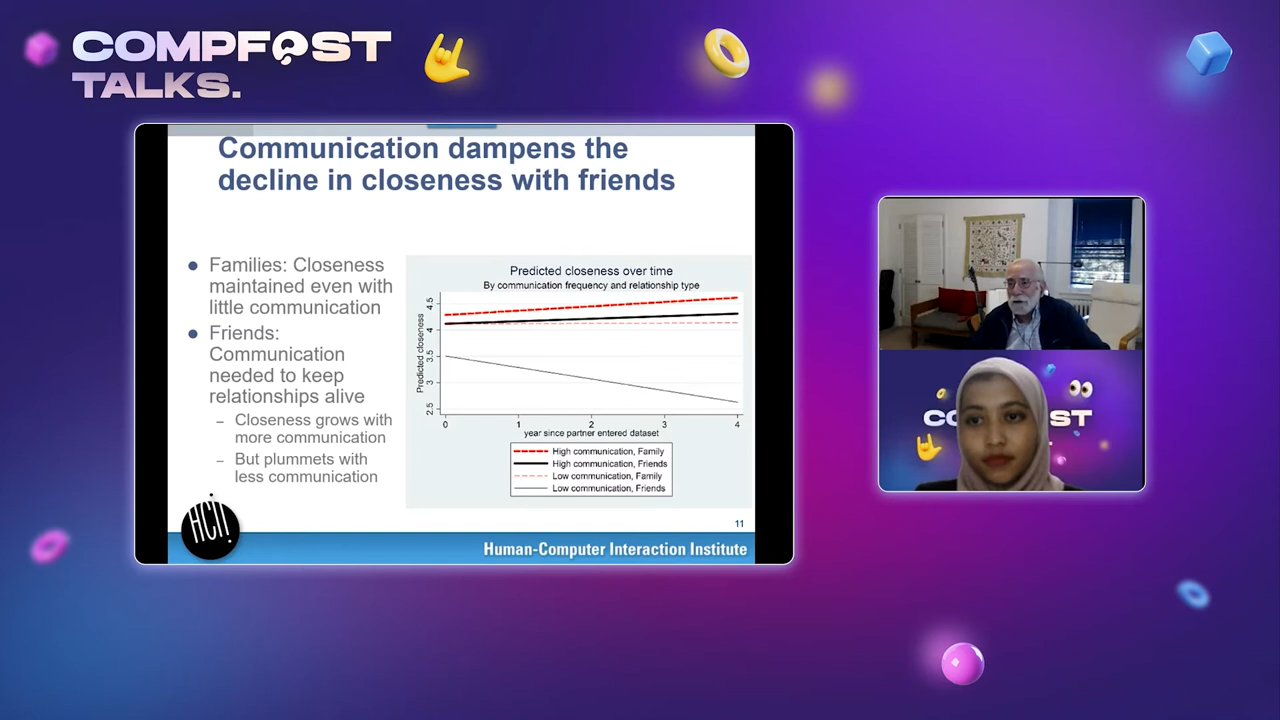 COMPFEST
TALKS.
Communication dampens the
decline in closeness with friends
● Families: Closeness
maintained even with
little communication
● Friends:
Communication
needed to keep
relationships alive
– Closeness grows with
more communication
– But plummets with
less communication
Predicted closeness over time
By communication frequency and relationship type
Predicted closeness
4.5
4
3.5
3
2.5
0 1 2 3 4
year since partner entered dataset
High communication, Family
High communication, Friends
Low communication, Family
Low communication, Friends
11
HCII
Human-Computer Interaction Institute